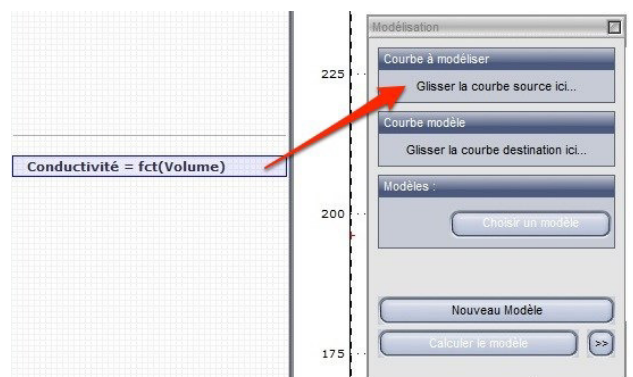 Modélisation
Courbe à modéliser
Glisser la courbe source ici...
225
Courbe modèle
Glisser la courbe destination ici...
Conductivité = fct(Volume)
Modèles :
200
Choisir un modèle
Nouveau Modèle
Calculer le modèle
>>
175